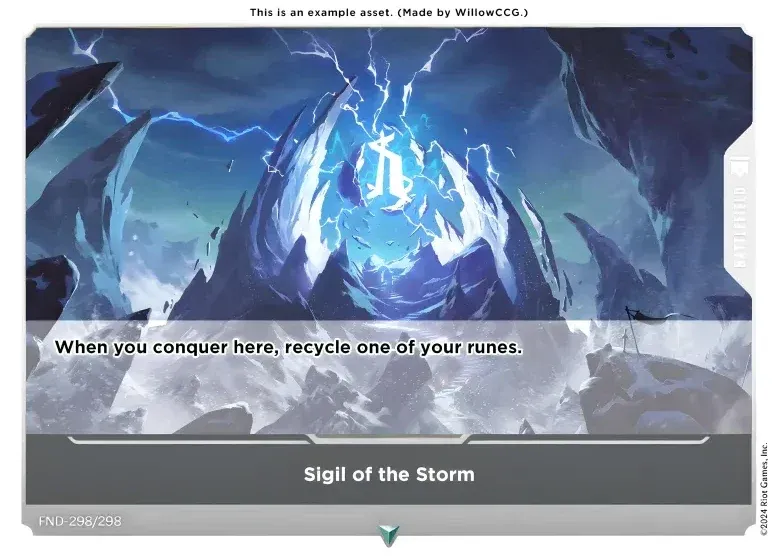 This is an example asset. (Made by WillowCCG.)
BATTLEFIELD
When you conquer here, recycle one of your runes.
Sigil of the Storm
FND-298/298
©2024 Riot Games, Inc.